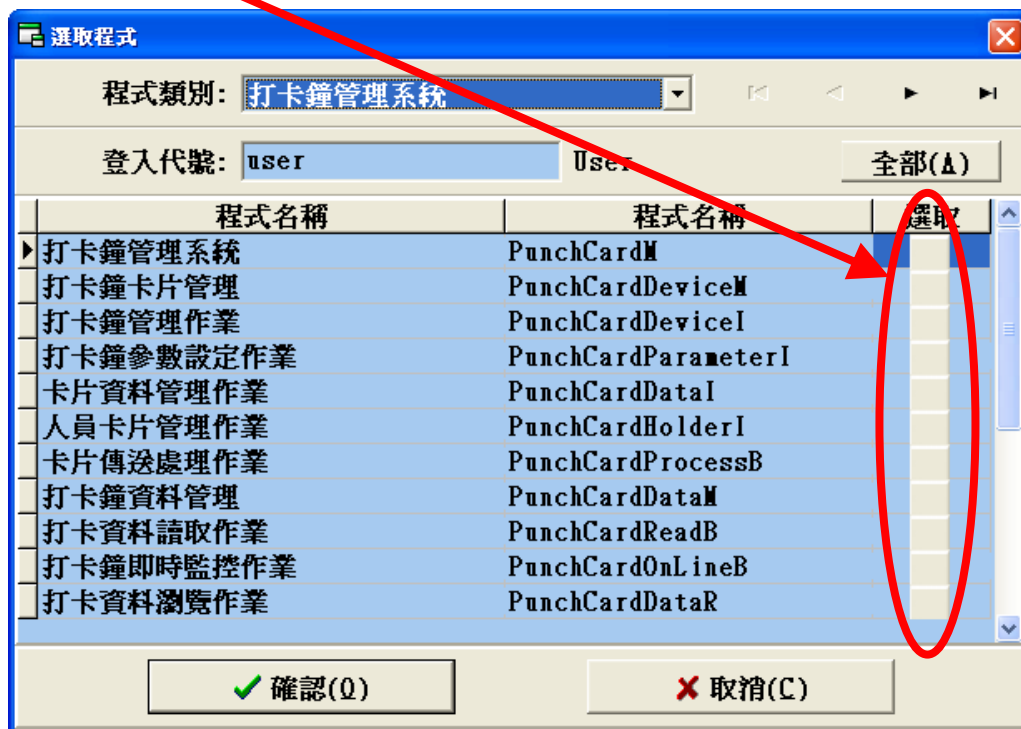 選取程式
程式類別: 打卡鐘管理系統
登入代號: user User 全部(A)
程式名稱 程式名稱 選取
打卡鐘管理系統 PunchCardM
打卡鐘卡片管理 PunchCardDeviceM
打卡鐘管理作業 PunchCardDeviceI
打卡鐘參數設定作業 PunchCardParameterI
卡片資料管理作業 PunchCardDataI
人員卡片管理作業 PunchCardHolderI
卡片傳送處理作業 PunchCardProcessB
打卡鐘資料管理 PunchCardDataM
打卡資料讀取作業 PunchCardReadB
打卡鐘即時監控作業 PunchCardOnLineB
打卡資料瀏覽作業 PunchCardDataR
確認(O) 取消(C)